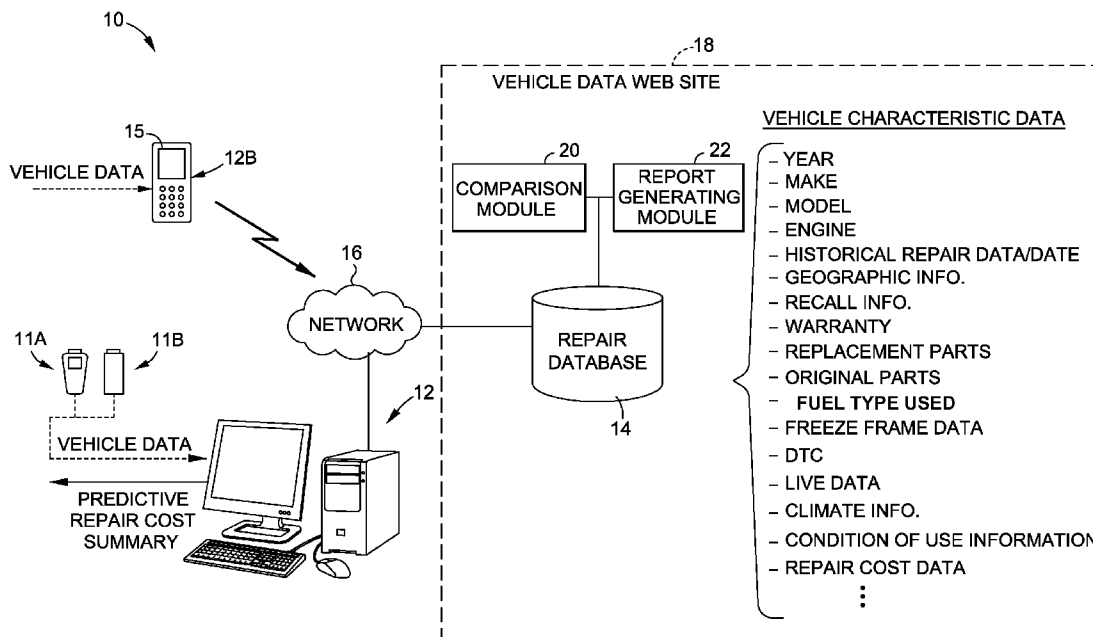 10
18
VEHICLE DATA WEB SITE
VEHICLE CHARACTERISTIC DATA
15
12B
VEHICLE DATA
20
22
COMPARISON
MODULE
REPORT
GENERATING
MODULE
16
NETWORK
REPAIR
DATABASE
14
11A
11B
12
VEHICLE DATA
PREDICTIVE
REPAIR COST
SUMMARY
- YEAR
- MAKE
- MODEL
- ENGINE
- HISTORICAL REPAIR DATA/DATE
- GEOGRAPHIC INFO.
- RECALL INFO.
- WARRANTY
- REPLACEMENT PARTS
- ORIGINAL PARTS
- FUEL TYPE USED
- FREEZE FRAME DATA
- DTC
- LIVE DATA
- CLIMATE INFO.
- CONDITION OF USE INFORMATION
- REPAIR COST DATA